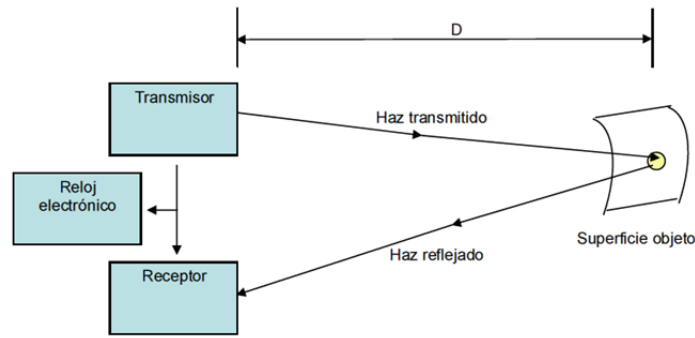 D
Transmisor
Haz transmitido
Reloj
electrónico
Superficie objeto
Haz reflejado
Receptor